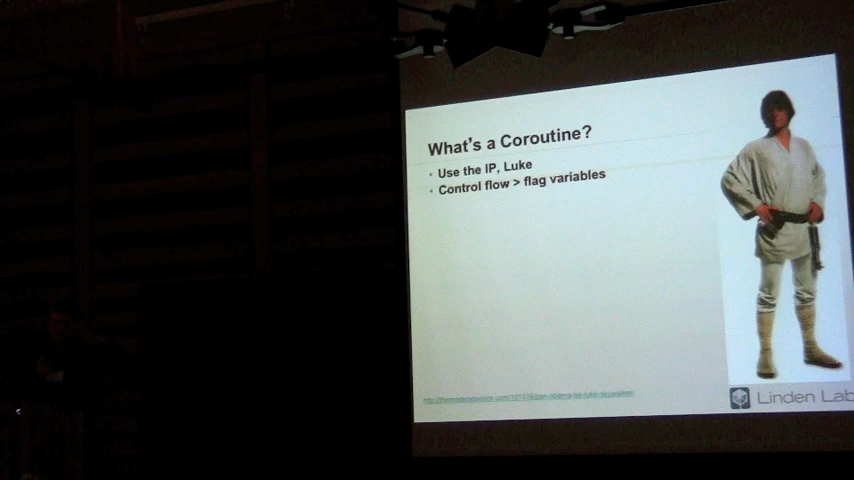 What's a Coroutine?
• Use the IP, Luke
• Control flow > flag variables
Linden Lab